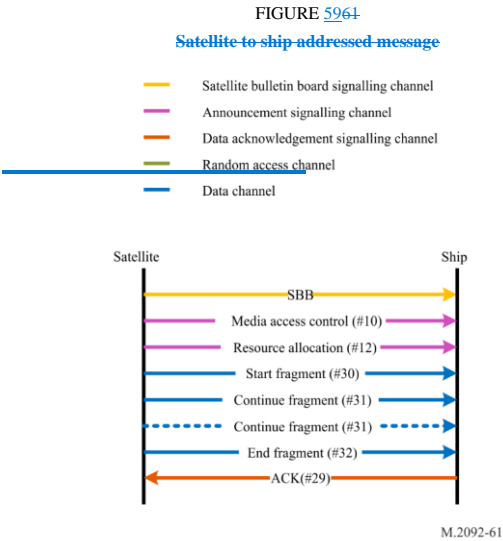 FIGURE 5961
Satellite to ship addressed message
Satellite bulletin board signalling channel
Announcement signalling channel
Data acknowledgement signalling channel
Random access channel
Data channel
Satellite Ship
SBB
Media access control (#10)
Resource allocation (#12)
Start fragment (#30)
Continue fragment (#31)
Continue fragment (#31)
End fragment (#32)
ACK(#29)
M.2092-61